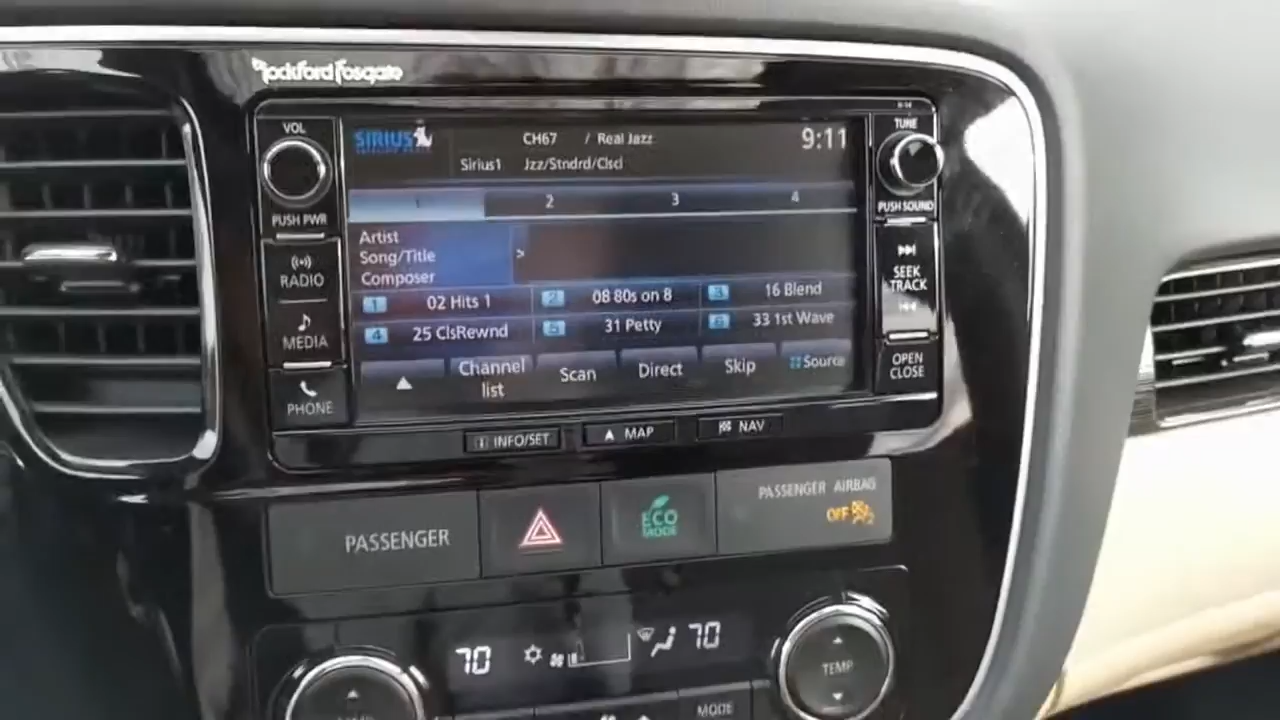 Rockford Fosgate
VOL
PUSH PWR
RADIO
MEDIA
PHONE
SIRIUS
CH67 / Real Jazz
9:11
Sirius1 Jzz/Stndrd/Clscl
1 2 3 4
Artist
Song/Title
Composer
>
1 02 Hits 1 2 08 80s on 8 3 16 Blend
4 25 ClsRewnd 5 31 Petty 6 33 1st Wave
Channel list
Scan
Direct
Skip
Source
TUNE
PUSH SOUND
SEEK
TRACK
OPEN
CLOSE
INFO/SET
MAP
NAV
PASSENGER
ECO
MODE
PASSENGER AIRBAG
OFF
70
70
TEMP
MODE